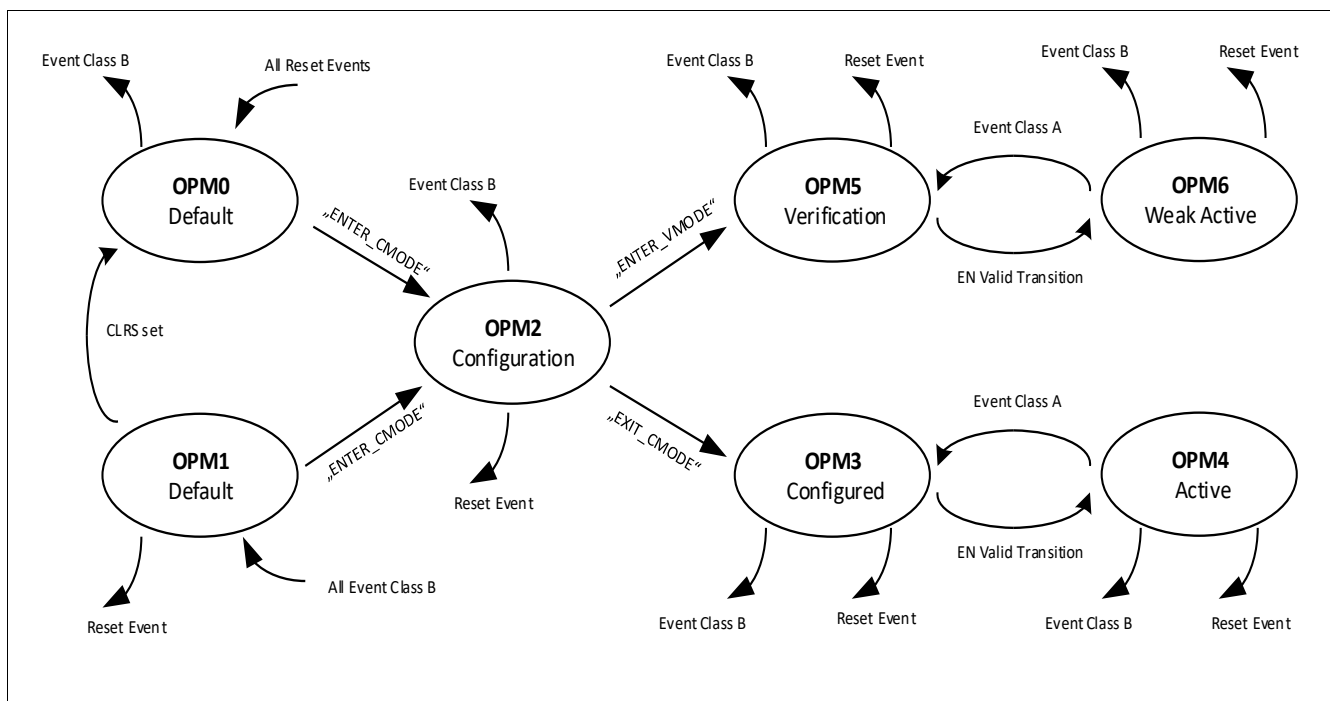 Event Class B
All Reset Events
OPM0
Default
„ENTER_CMODE“
CLRS set
OPM1
Default
„ENTER_CMODE“
Reset Event
All Event Class B
Event Class B
OPM2
Configuration
Reset Event
„ENTER_VMODE“
„EXIT_CMODE“
Event Class B
Reset Event
OPM5
Verification
Event Class A
EN Valid Transition
Event Class B
Reset Event
OPM6
Weak Active
OPM3
Configured
Event Class B
Reset Event
Event Class A
EN Valid Transition
OPM4
Active
Event Class B
Reset Event